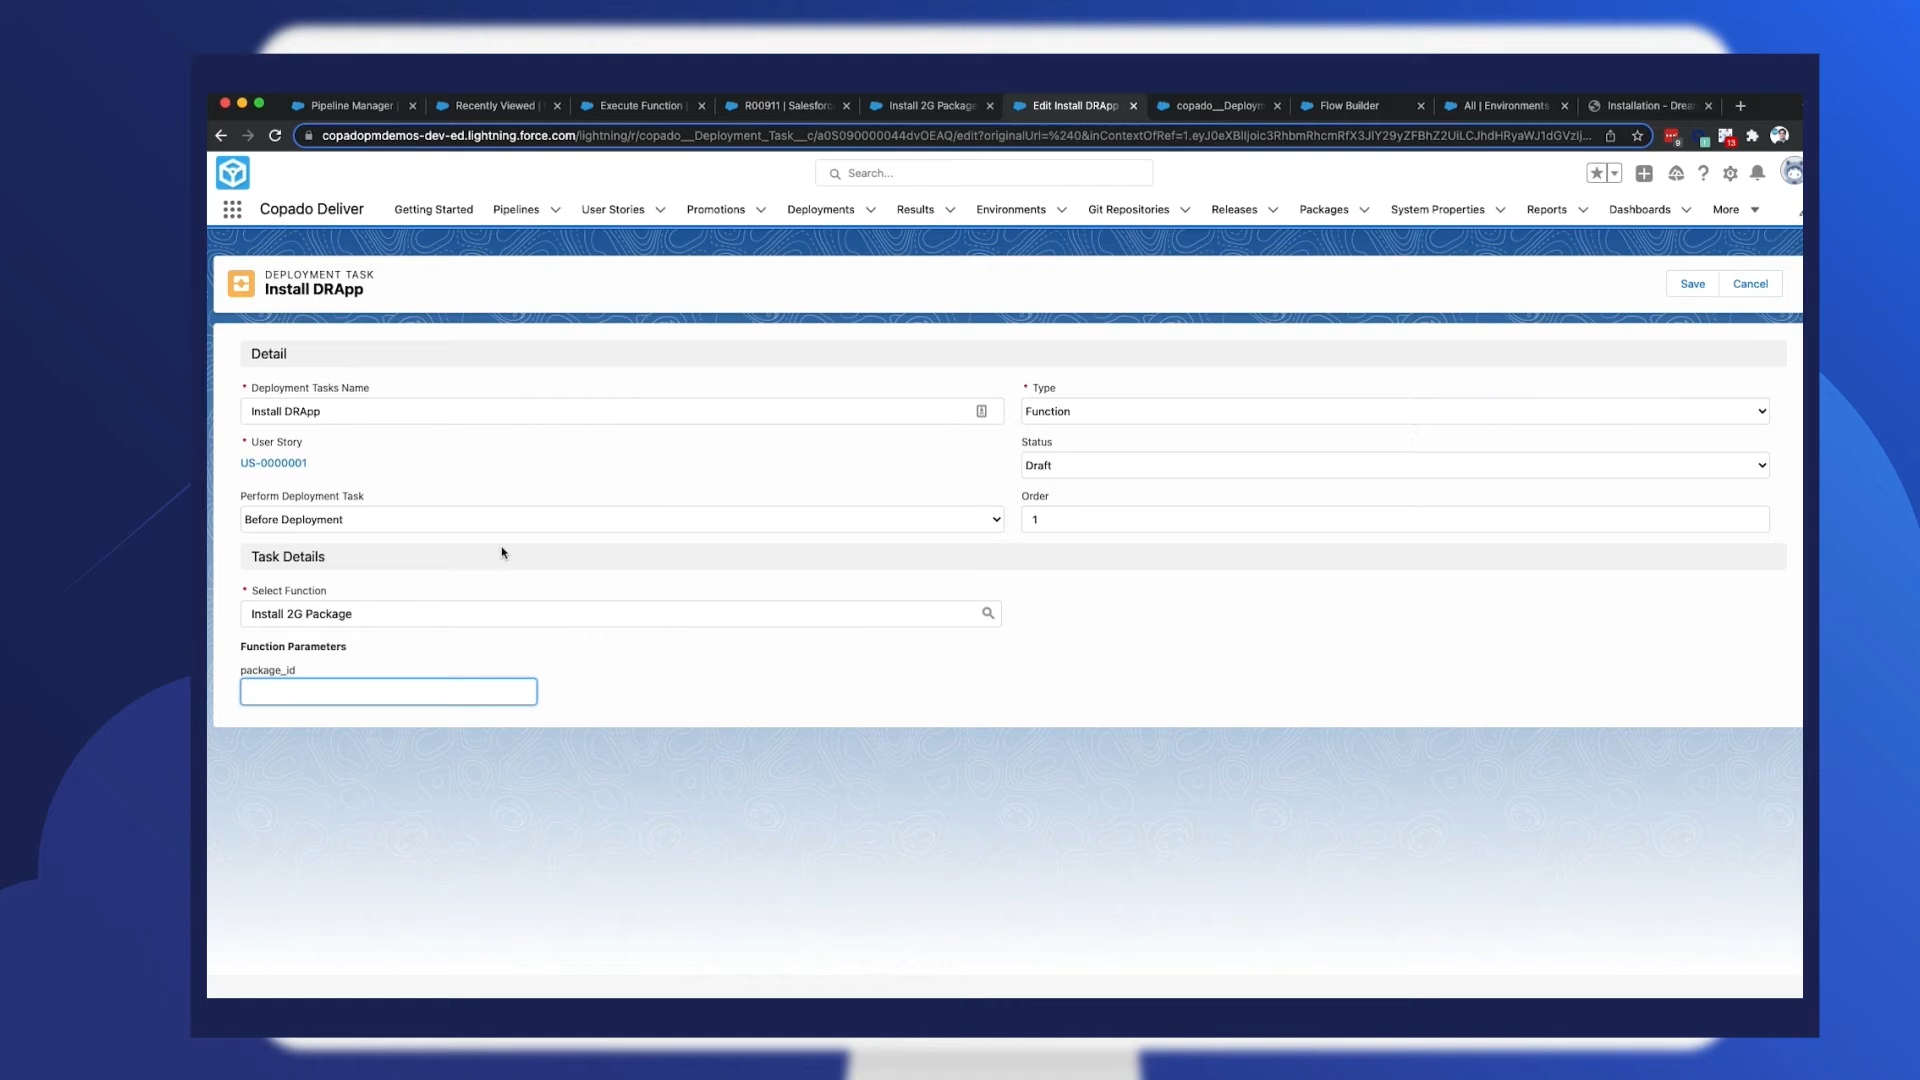 Pipeline Manager
Recently Viewed |
Execute Function |
R00911 | Salesforc
Install 2G Package
Edit Install DRApp
copado__Deploym
Flow Builder
All | Environments
Installation - Drea
copadopmdemos-dev-ed.lightning.force.com/lightning/r/copado__Deployment_Task__c/a0S090000044dvOEAQ/edit?originalUrl=%240&inContextOfRef=1.
9
1
13
Search...
Copado Deliver
Getting Started
Pipelines
User Stories
Promotions
Deployments
Results
Environments
Git Repositories
Releases
Packages
System Properties
Reports
Dashboards
More
DEPLOYMENT TASK
Install DRApp
Save
Cancel
Detail
* Deployment Tasks Name
Install DRApp
* Type
Function
* User Story
US-0000001
Status
Draft
Perform Deployment Task
Before Deployment
Order
1
Task Details
* Select Function
Install 2G Package
Function Parameters
package_id